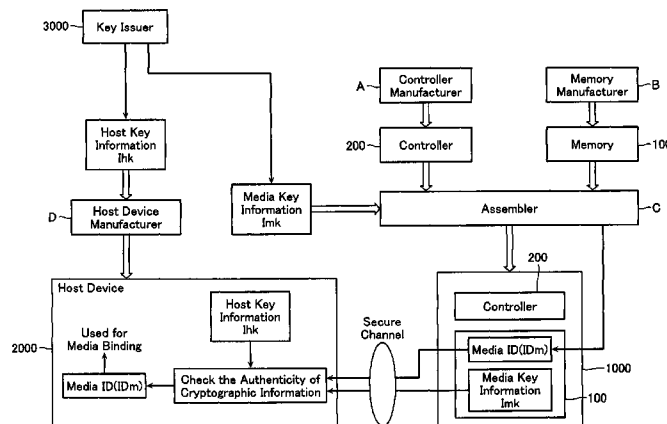 3000
Key Issuer
A
Controller
Manufacturer
Memory
Manufacturer
B
Host Key
Information
Ihk
200
Controller
Memory
100
D
Host Device
Manufacturer
Media Key
Information
Imk
Assembler
C
Host Device
200
Host Key
Information
Ihk
Secure
Channel
Controller
2000
Used for
Media Binding
Media ID(IDm)
Check the Authenticity of
Cryptographic Information
Media ID(IDm)
Media Key
Information
Imk
1000
100